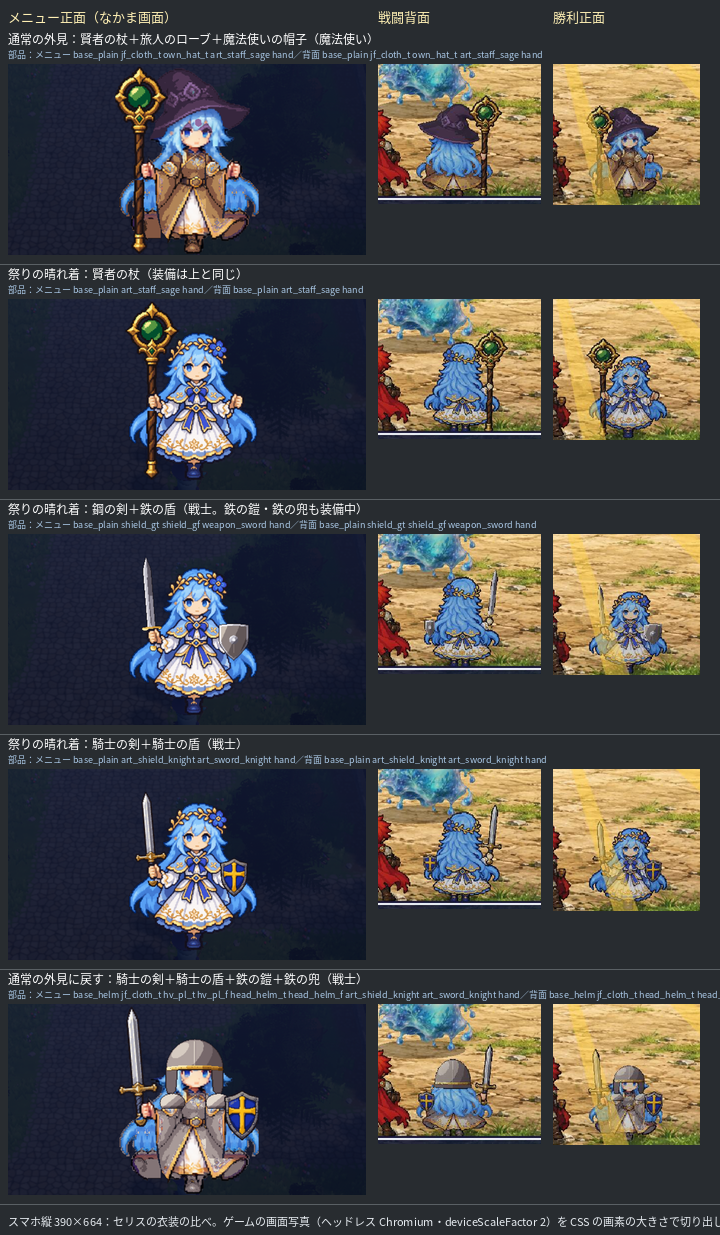 メニュー正面（なかま画面）
戦闘背面
勝利正面
通常の外見：賢者の杖＋旅人のローブ＋魔法使いの帽子（魔法使い）
部品：メニュー base_plain jf_cloth_t own_hat_t art_staff_sage hand／背面 base_plain jf_cloth_t own_hat_t art_staff_sage hand
祭りの晴れ着：賢者の杖（装備は上と同じ）
部品：メニュー base_plain art_staff_sage hand／背面 base_plain art_staff_sage hand
祭りの晴れ着：鋼の剣＋鉄の盾（戦士。鉄の鎧・鉄の兜も装備中）
部品：メニュー base_plain shield_gt shield_gf weapon_sword hand／背面 base_plain shield_gt shield_gf weapon_sword hand
祭りの晴れ着：騎士の剣＋騎士の盾（戦士）
部品：メニュー base_plain art_shield_knight art_sword_knight hand／背面 base_plain art_shield_knight art_sword_knight hand
通常の外見に戻す：騎士の剣＋騎士の盾＋鉄の鎧＋鉄の兜（戦士）
部品：メニュー base_helm jf_cloth_t hv_pl_t hv_pl_f head_helm_t head_helm_f art_shield_knight art_sword_knight hand／背面 base_helm jf_cloth_t head_helm_t head_
スマホ縦 390×664：セリスの衣装の比べ。ゲームの画面写真（ヘッドレス Chromium・deviceScaleFactor 2）を CSS の画素の大きさで切り出し